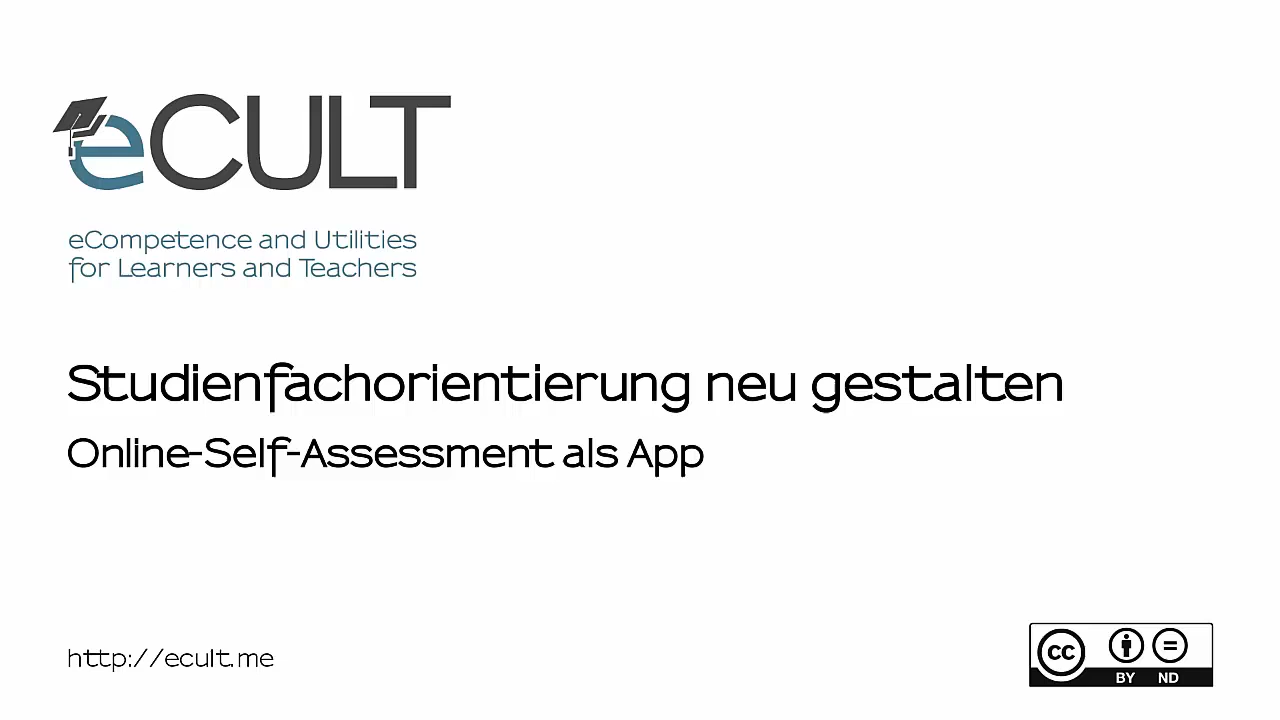 eCULT
eCompetence and Utilities
for Learners and Teachers
Studienfachorientierung neu gestalten
Online-Self-Assessment als App
http://ecult.me
cc
BY ND